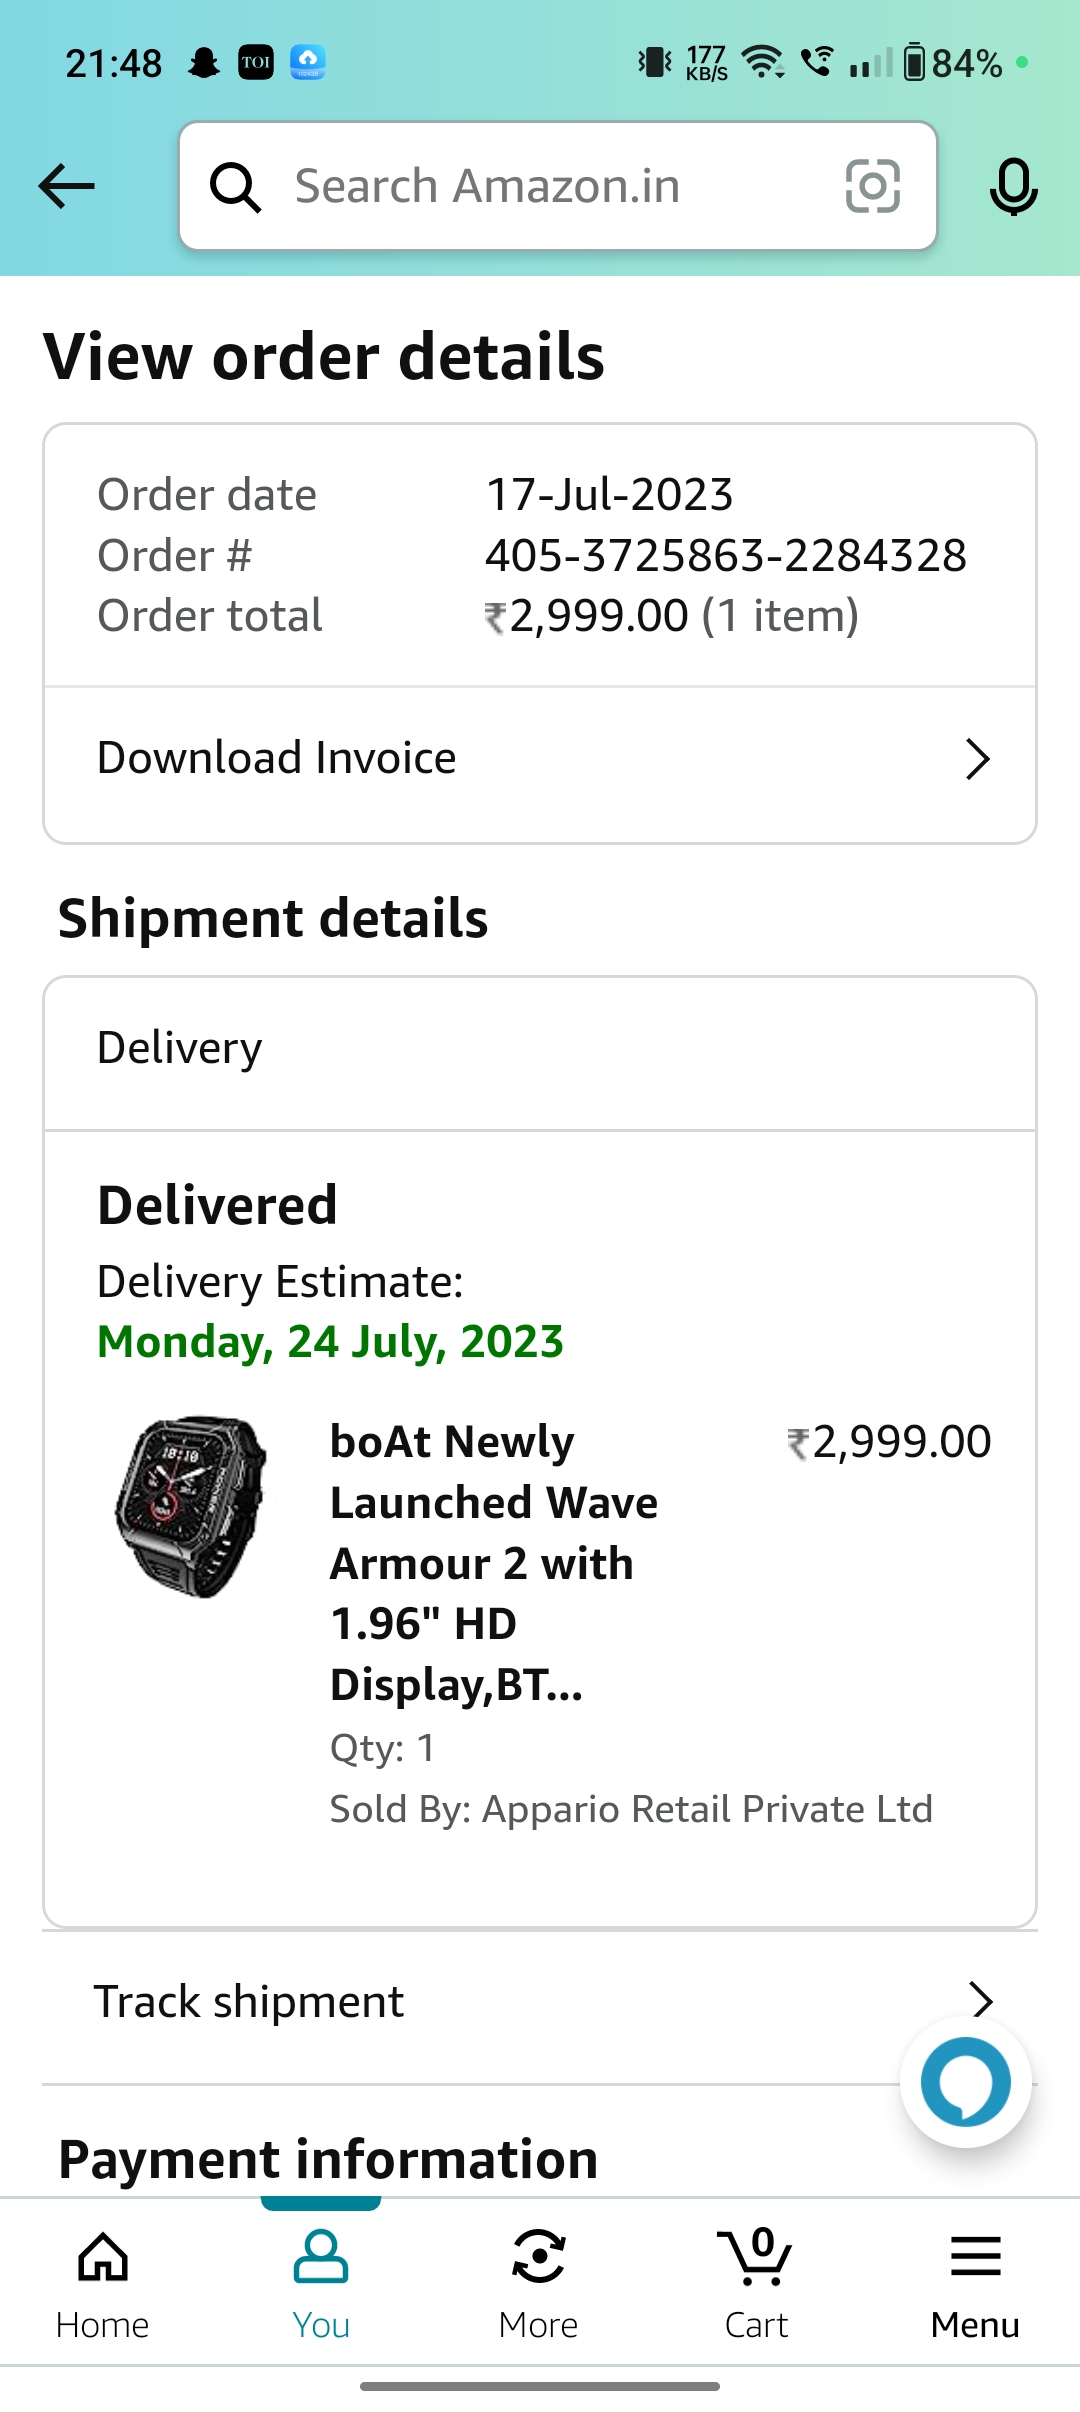 21:48 TOI 177 KB/S 84%
Search Amazon.in
View order details
Order date 17-Jul-2023
Order # 405-3725863-2284328
Order total ₹2,999.00 (1 item)
Download Invoice
Shipment details
Delivery
Delivered
Delivery Estimate:
Monday, 24 July, 2023
boAt Newly ₹2,999.00
Launched Wave
Armour 2 with
1.96" HD
Display,BT...
Qty: 1
Sold By: Appario Retail Private Ltd
Track shipment
Payment information
0
Home You More Cart Menu